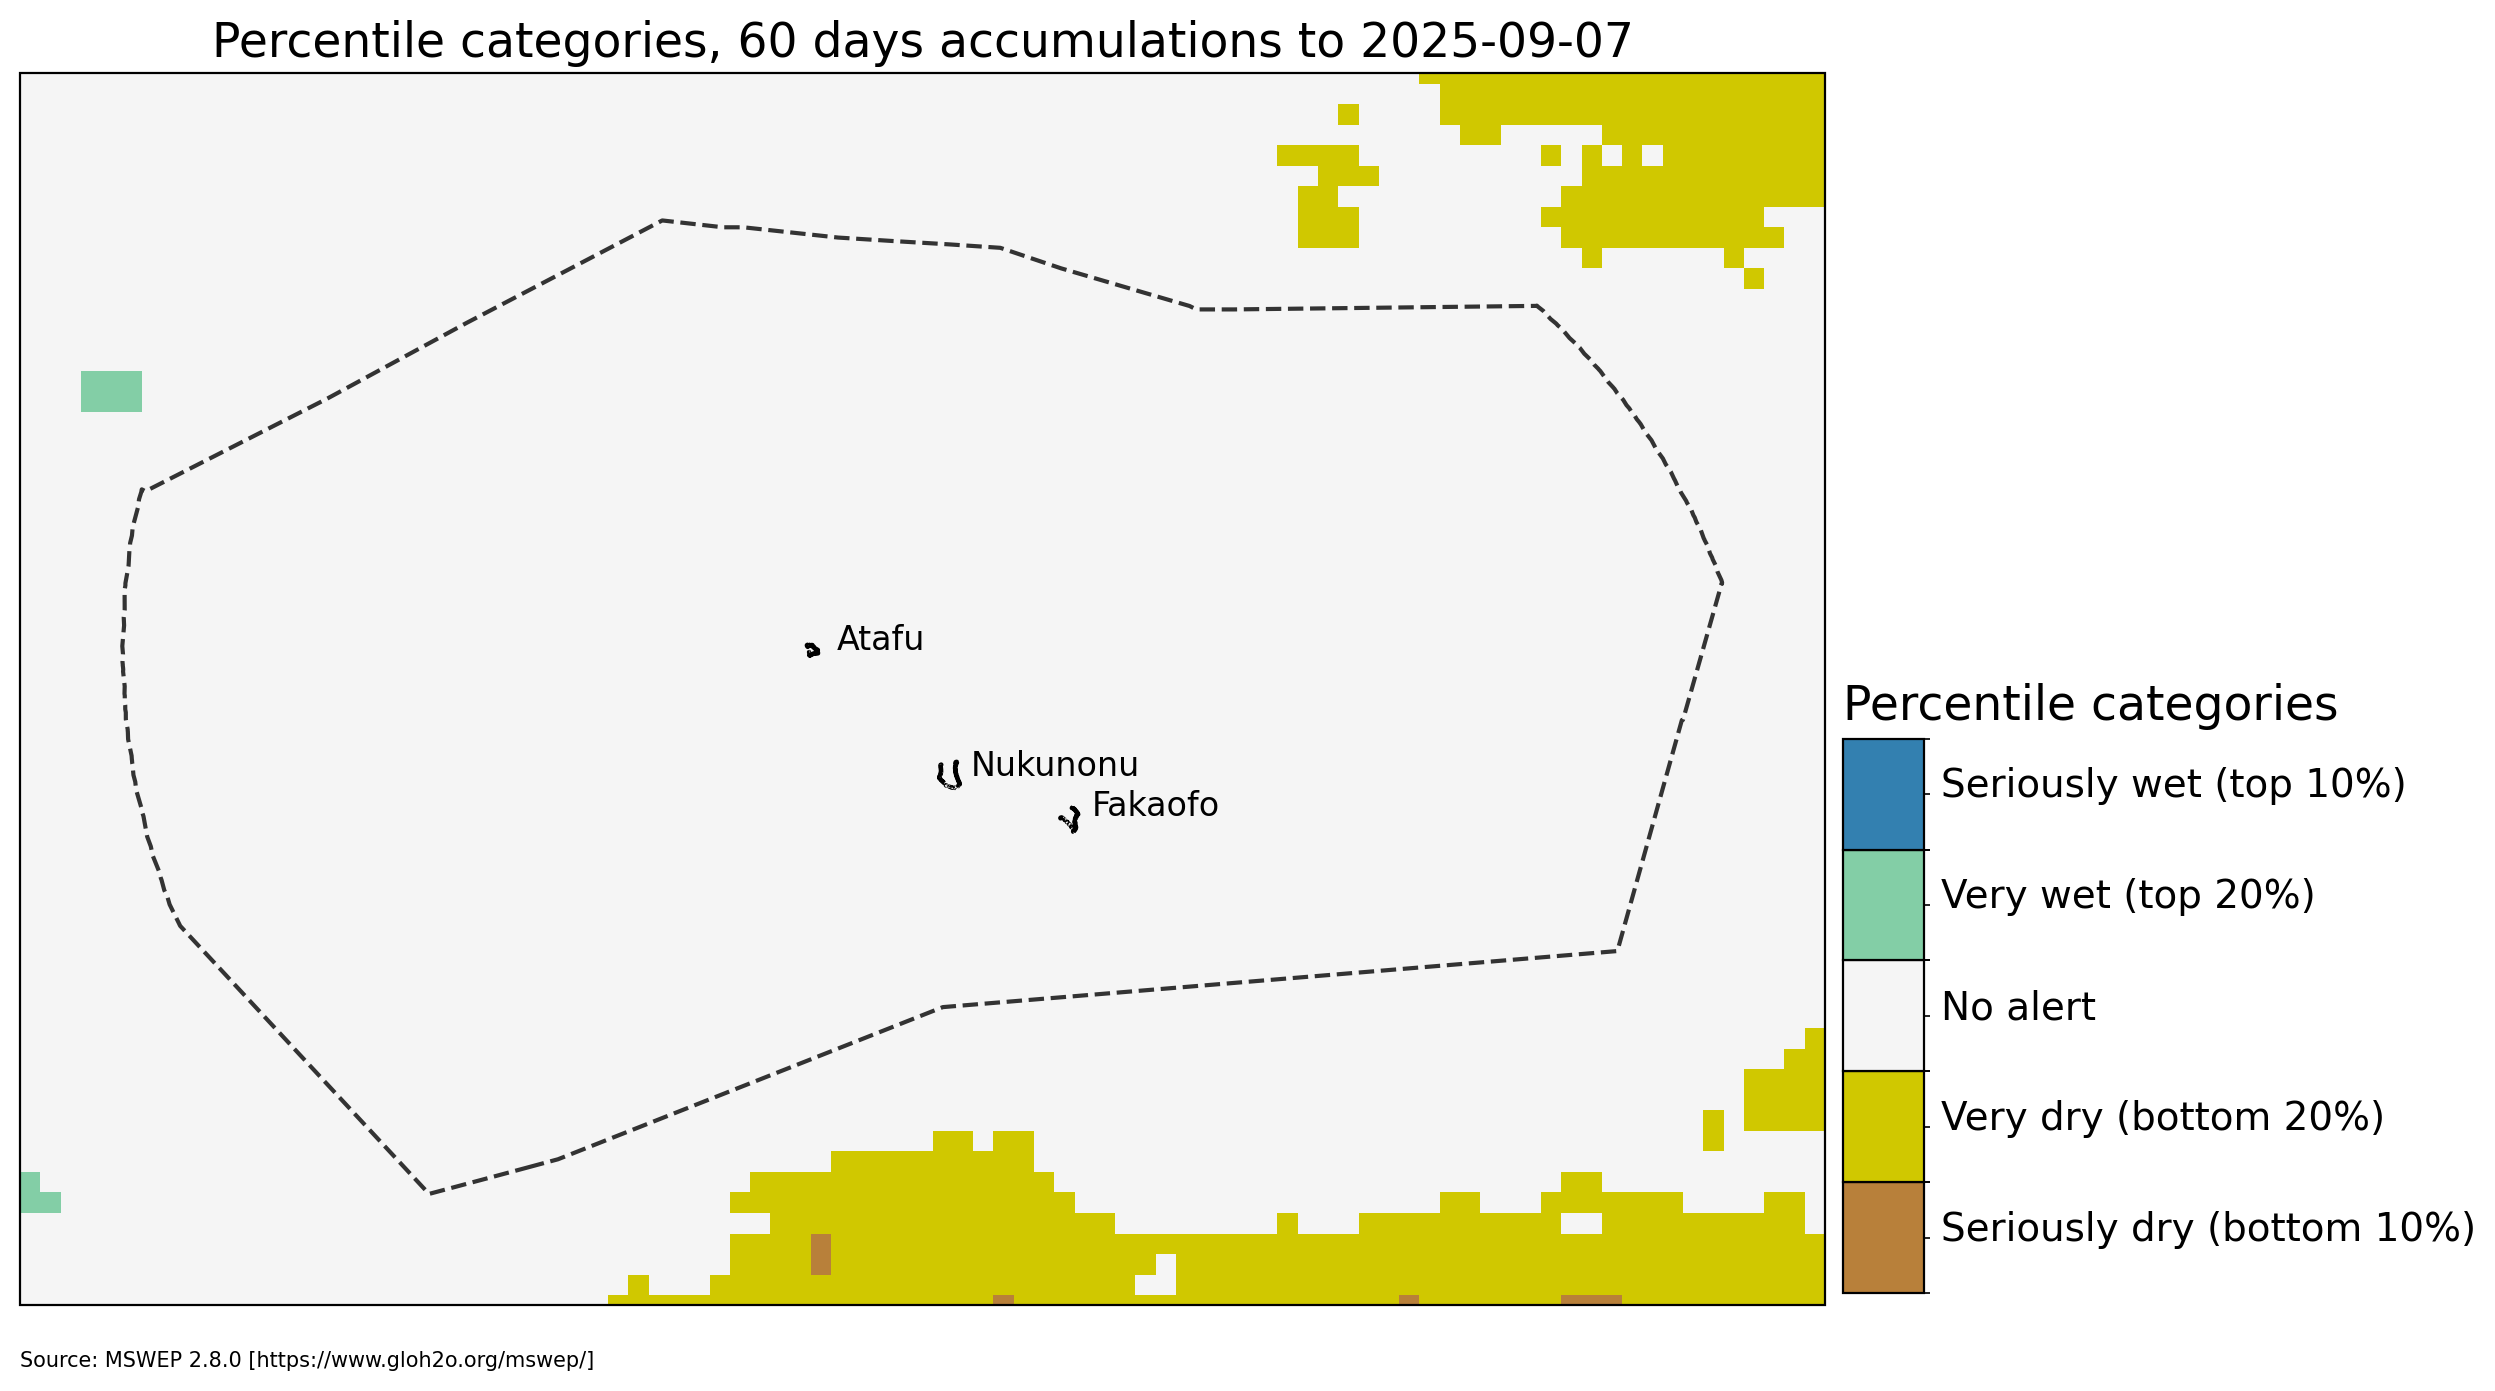 Percentile categories, 60 days accumulations to 2025-09-07
Atafu
Nukunonu
Fakaofo
Percentile categories
Seriously wet (top 10%)
Very wet (top 20%)
No alert
Very dry (bottom 20%)
Seriously dry (bottom 10%)
Source: MSWEP 2.8.0 [https://www.gloh2o.org/mswep/]